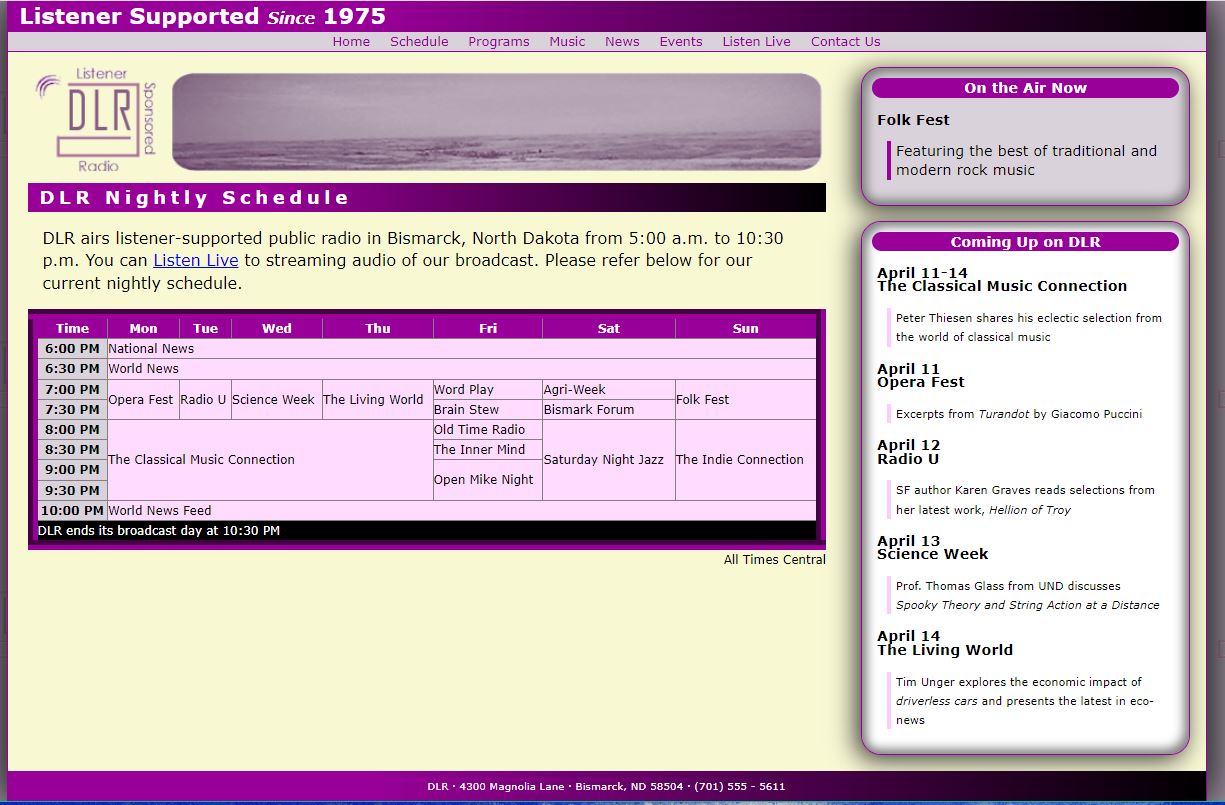 Listener Supported Since 1975
Home Schedule Programs Music News Events Listen Live Contact Us
Listener
DLR
Sponsored
Radio
DLR Nightly Schedule
DLR airs listener-supported public radio in Bismarck, North Dakota from 5:00 a.m. to 10:30
p.m. You can Listen Live to streaming audio of our broadcast. Please refer below for our
current nightly schedule.
Time Mon Tue Wed Thu Fri Sat Sun
6:00 PM National News
6:30 PM World News
7:00 PM Opera Fest Radio U Science Week The Living World Word Play Agri-Week Folk Fest
7:30 PM Brain Stew Bismark Forum
8:00 PM The Classical Music Connection Old Time Radio Saturday Night Jazz The Indie Connection
8:30 PM The Inner Mind
9:00 PM Open Mike Night
9:30 PM
10:00 PM World News Feed
DLR ends its broadcast day at 10:30 PM
All Times Central
On the Air Now
Folk Fest
Featuring the best of traditional and
modern rock music
Coming Up on DLR
April 11-14
The Classical Music Connection
Peter Thiesen shares his eclectic selection from
the world of classical music
April 11
Opera Fest
Excerpts from Turandot by Giacomo Puccini
April 12
Radio U
SF author Karen Graves reads selections from
her latest work, Hellion of Troy
April 13
Science Week
Prof. Thomas Glass from UND discusses
Spooky Theory and String Action at a Distance
April 14
The Living World
Tim Unger explores the economic impact of
driverless cars and presents the latest in eco-
news
DLR · 4300 Magnolia Lane · Bismarck, ND 58504 · (701) 555 - 5611